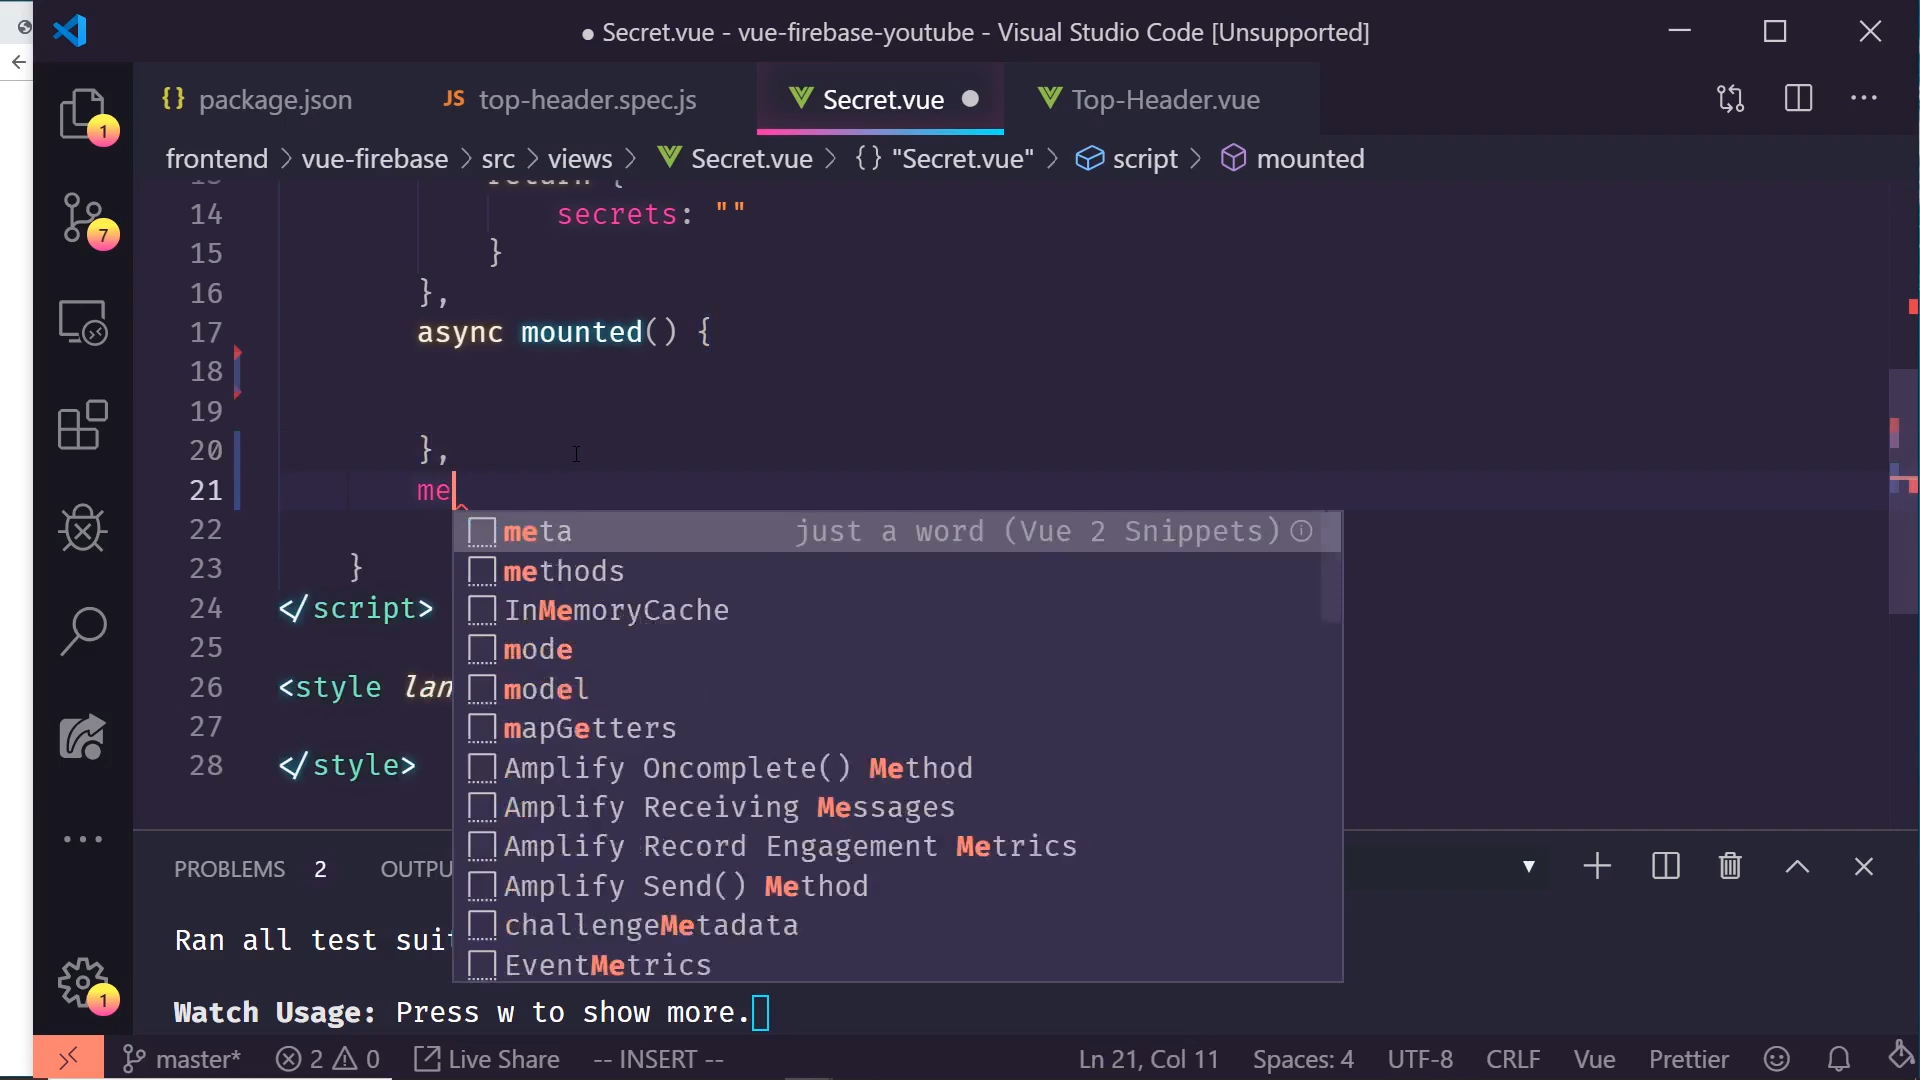 ● Secret.vue - vue-firebase-youtube - Visual Studio Code [Unsupported]
{} package.json
JS top-header.spec.js
Secret.vue ●
Top-Header.vue
frontend > vue-firebase > src > views > Secret.vue > {} "Secret.vue" > script > mounted
1
7
13 return {
14 secrets: ""
15 }
16 },
17 async mounted() {
18
19
20 },
21 me
22
23 }
24 </script>
25
26 <style lan
27
28 </style>
meta just a word (Vue 2 Snippets)
methods
InMemoryCache
mode
model
mapGetters
Amplify Oncomplete() Method
Amplify Receiving Messages
Amplify Record Engagement Metrics
Amplify Send() Method
challengeMetadata
EventMetrics
PROBLEMS 2 OUTPU
Ran all test sui
Watch Usage: Press w to show more.
1
master* 2 0 Live Share -- INSERT -- Ln 21, Col 11 Spaces: 4 UTF-8 CRLF Vue Prettier